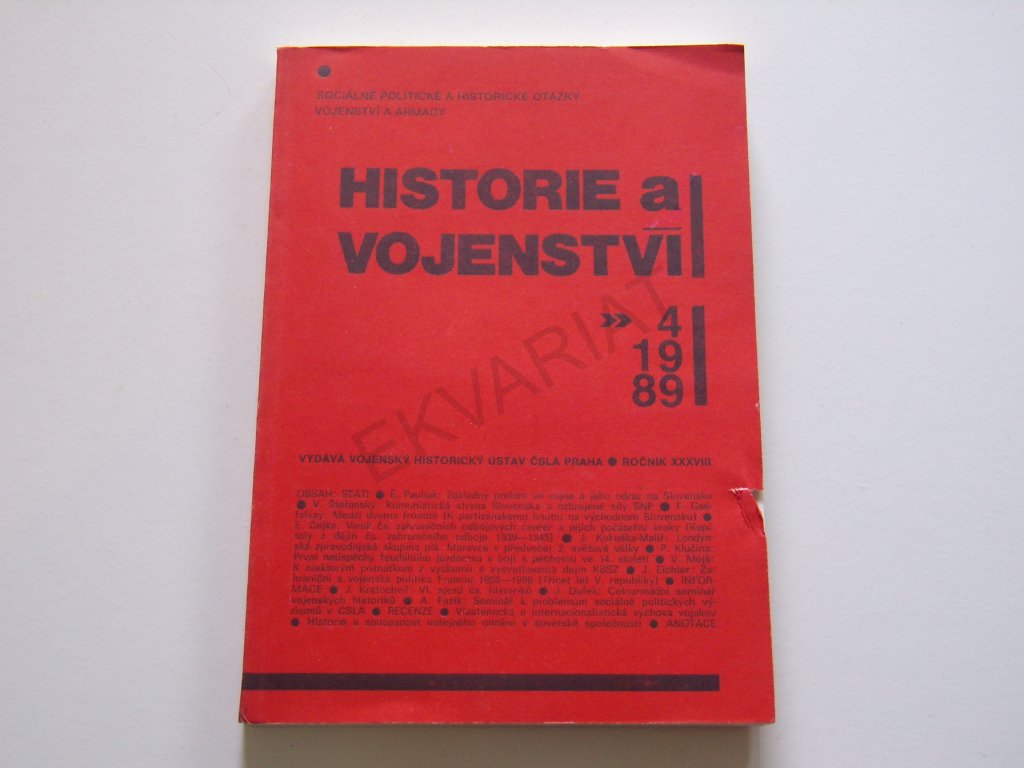 SOCIÁLNĚ POLITICKÉ A HISTORICKÉ OTÁZKY
VOJENSTVÍ A ARMÁDY
HISTORIE a
VOJENSTVÍ
» 4
19
89
EKVARIAT
VYDÁVÁ VOJENSKÝ HISTORICKÝ ÚSTAV ČSLA PRAHA ● ROČNÍK XXXVIII
OBSAH: STATI ● E. Pauliak: Základný prelom vo vojne a jeho odraz na Slovensku
● V. Štefanský: Komunistická strana Slovenska a ozbrojené sily SNP ● F. Cséfalvay:
Medzi dvoma frontmi (K partizánskemu hnutiu na východnom Slovensku) ●
E. Čejka: Vznik čs. zahraničních odbojových center a jejich počáteční kroky (Kapitoly
z dějin čs. zahraničního odboje 1939—1945) ● J. Kokoška-Malíř: Londýnská
zpravodajská skupina plk. Moravce v předvečer 2. světové války ● P. Klučina:
První neúspěchy feudálního jezdectva v boji s pěchotou ve 14. století ● V. Mojá:
K niektorým poznatkom z výskumu a vysvetľovania dejín KSSZ ● J. Eichler: Zahraniční
a vojenská politika Francie 1958—1988 (Třicet let V. republiky) ● INFORMACE
● J. Kratochvíl: VI. sjezd čs. historiků ● J. Dufek: Celoarmádní seminář
vojenských historiků ● A. Fazik: Seminář k problémům sociálně politických výzkumů
v ČSLA ● RECENZE ● Vlastenecká a internacionalistická výchova vojakov
● Historie a současnost veřejného mínění v sovětské společnosti ● ANOTACE